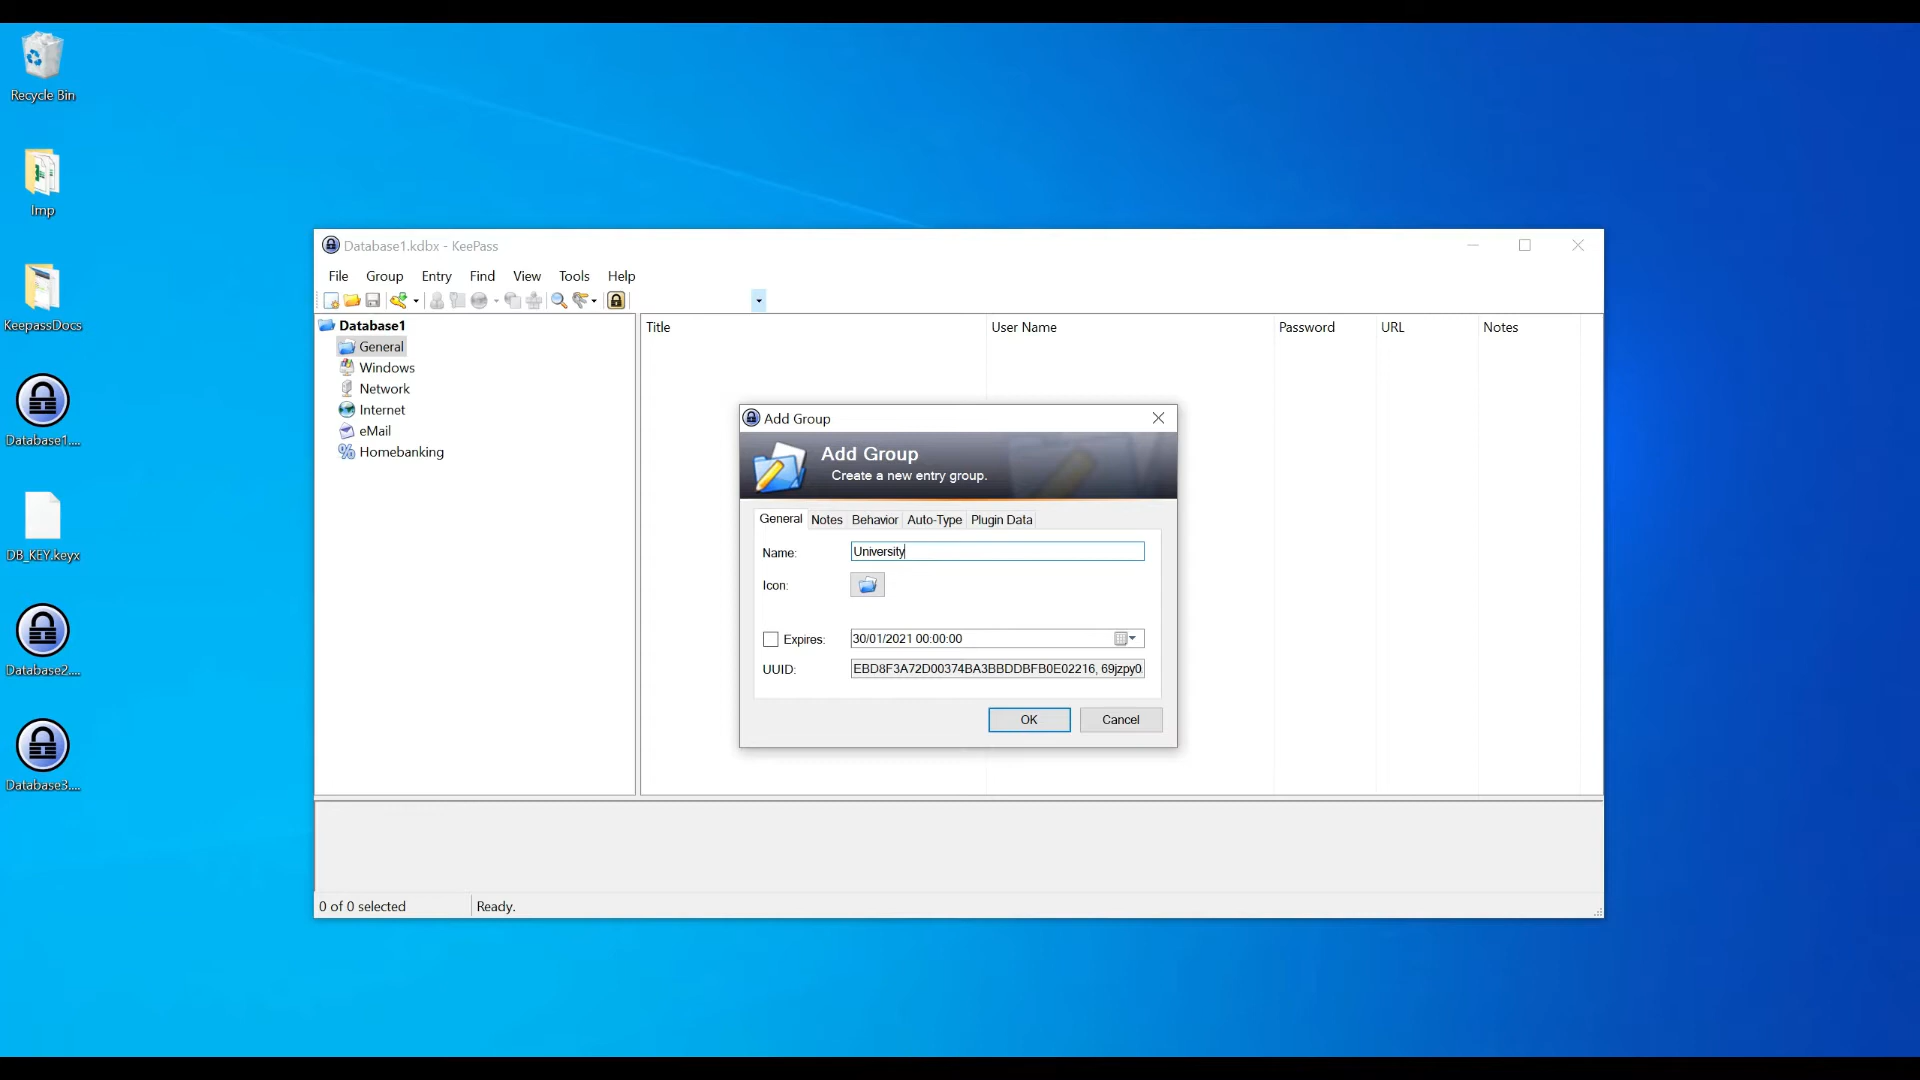 Recycle Bin
Imp
KeepassDocs
Database1....
DB_KEY.keyx
Database2....
Database3....
Database1.kdbx - KeePass
File Group Entry Find View Tools Help
Database1
General
Windows
Network
Internet
eMail
Homebanking
Title User Name Password URL Notes
Add Group
Add Group
Create a new entry group.
General Notes Behavior Auto-Type Plugin Data
Name: University
Icon:
Expires: 30/01/2021 00:00:00
UUID: EBD8F3A72D00374BA3BBDDBFB0E02216, 69jzpy0
OK Cancel
0 of 0 selected Ready.